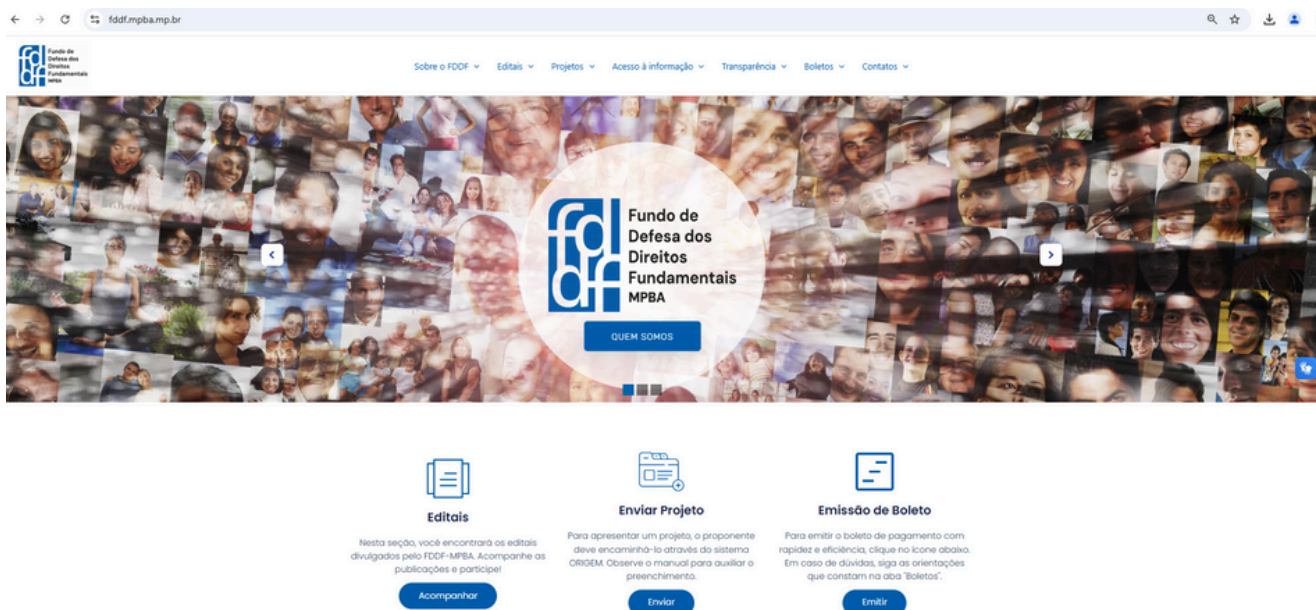 fddf.mpba.mp.br
Fundo de
Defesa dos
Direitos
Fundamentais
MPBA
Sobre o FDDF
Editais
Projetos
Acesso à informação
Transparência
Boletos
Contatos
fddf
Fundo de
Defesa dos
Direitos
Fundamentais
MPBA
QUEM SOMOS
Editais
Nesta seção, você encontrará os editais
divulgados pelo FDDF-MPBA. Acompanhe as
publicações e participe!
Acompanhar
Enviar Projeto
Para apresentar um projeto, o proponente
deve encaminhá-lo através do sistema
ORIGEM. Observe o manual para auxiliar o
preenchimento.
Enviar
Emissão de Boleto
Para emitir o boleto de pagamento com
rapidez e eficiência, clique no ícone abaixo.
Em caso de dúvidas, siga as orientações
que constam na aba "Boletos".
Emitir